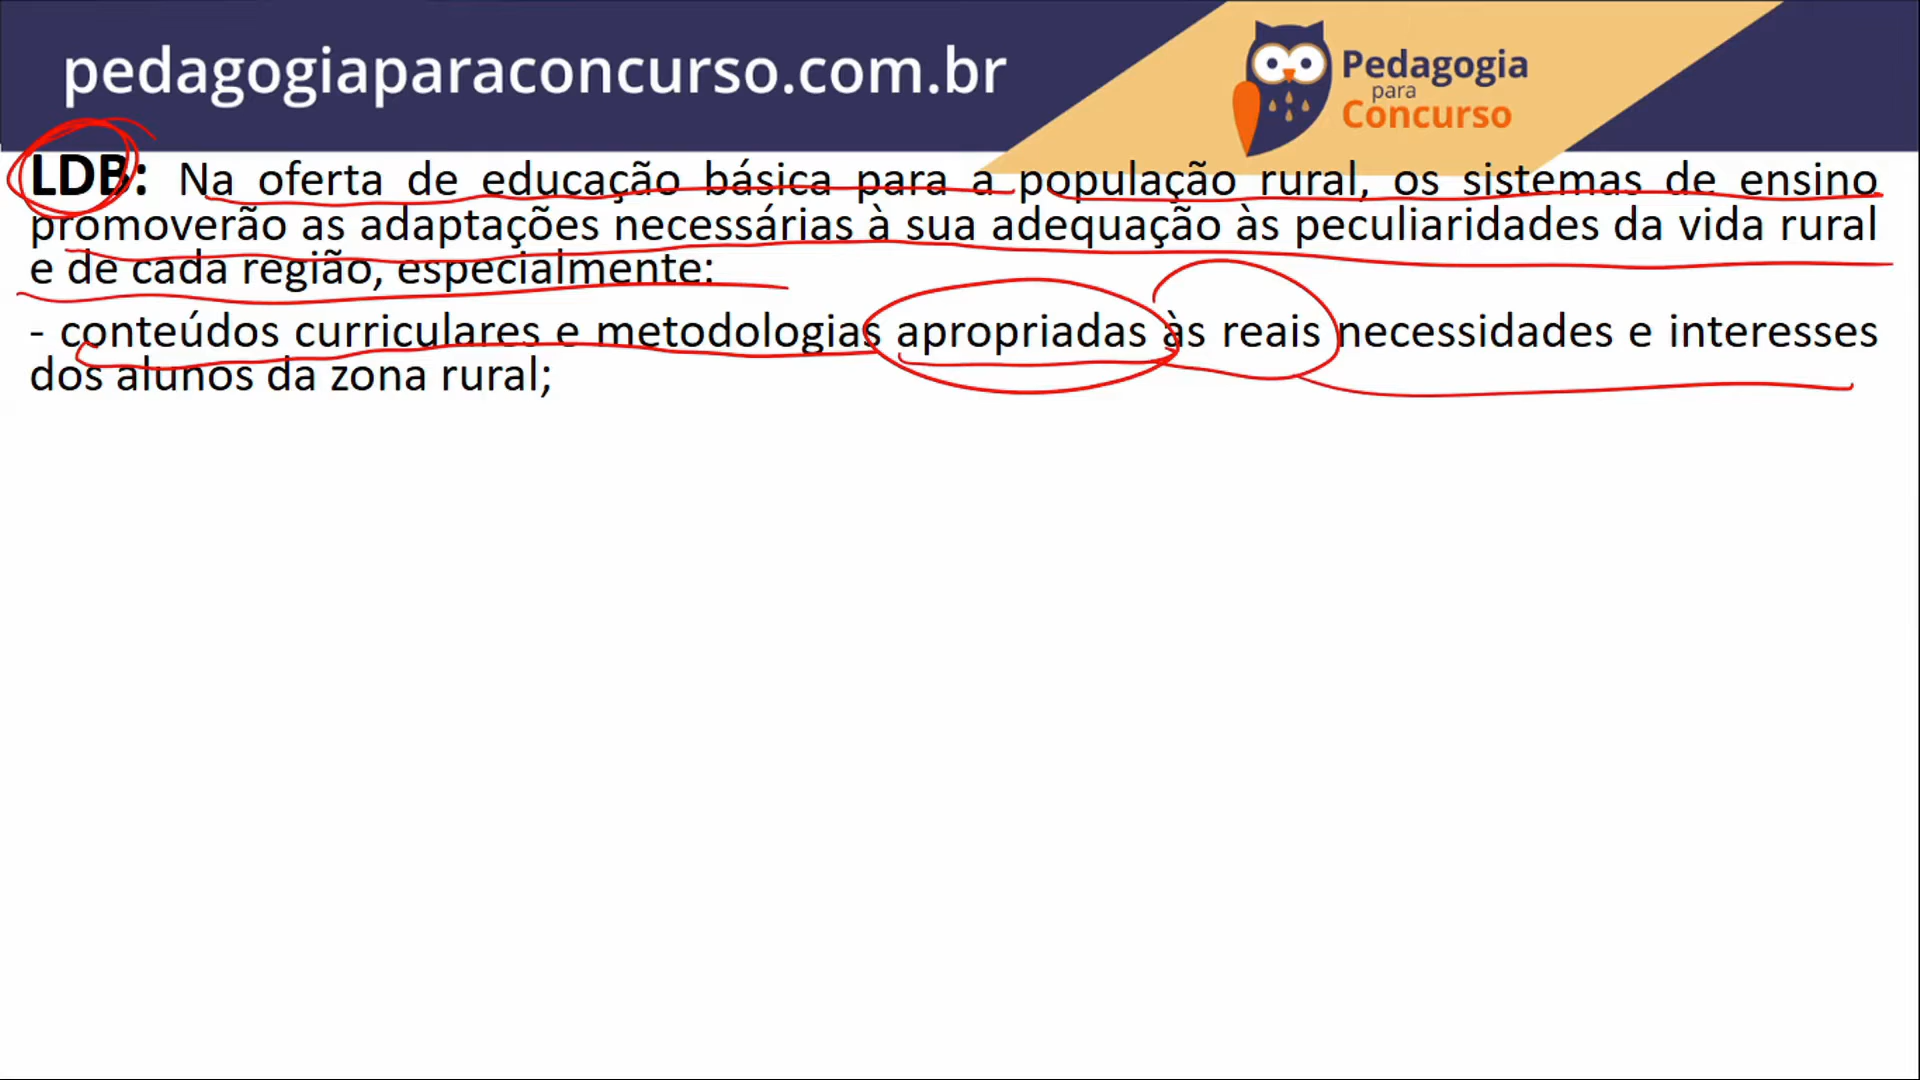 pedagogiaparaconcurso.com.br
Pedagogia
para
Concurso
LDB: Na oferta de educação básica para a população rural, os sistemas de ensino
promoverão as adaptações necessárias à sua adequação às peculiaridades da vida rural
e de cada região, especialmente:
- conteúdos curriculares e metodologias apropriadas às reais necessidades e interesses
dos alunos da zona rural;